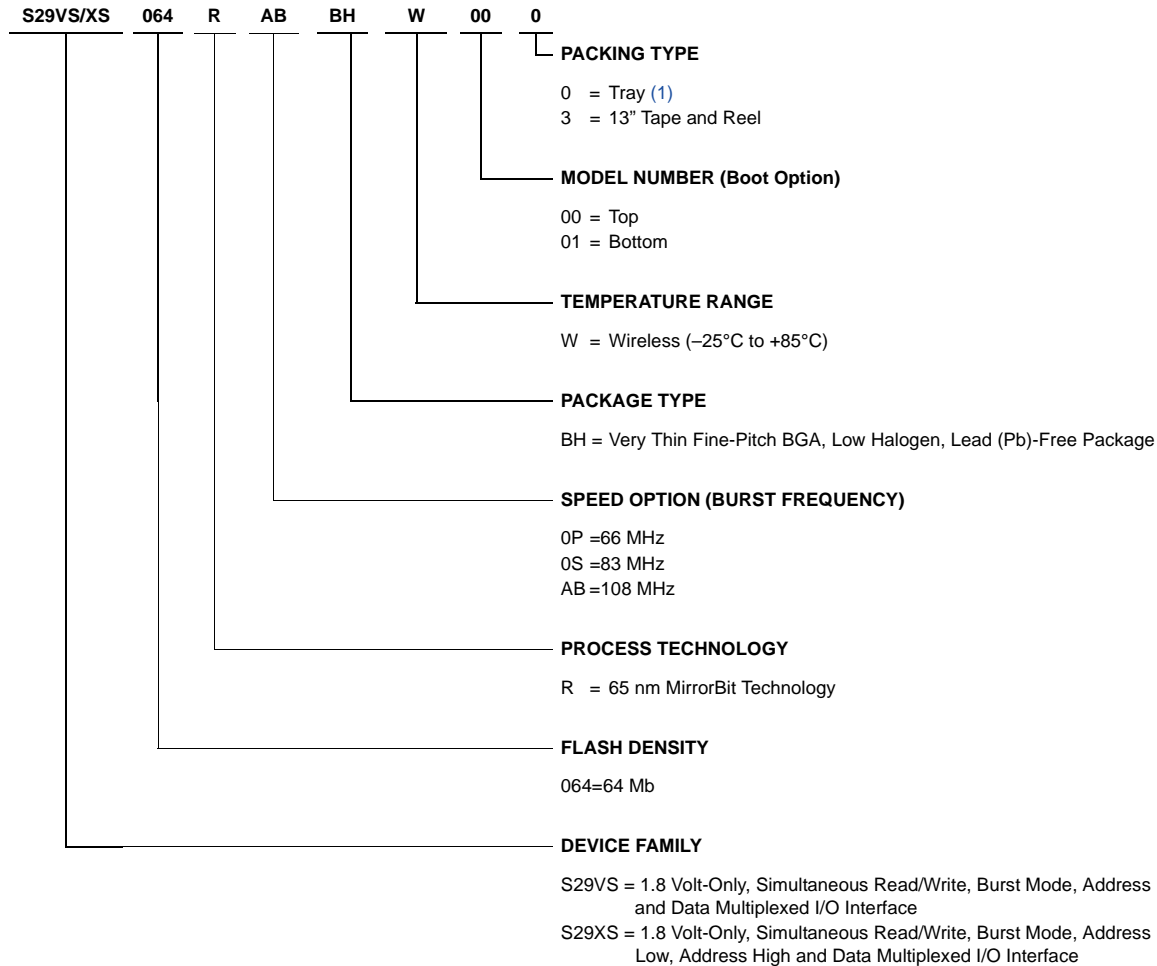 S29VS/XS 064 R AB BH W 00 0
PACKING TYPE
0 = Tray (1)
3 = 13” Tape and Reel
MODEL NUMBER (Boot Option)
00 = Top
01 = Bottom
TEMPERATURE RANGE
W = Wireless (–25°C to +85°C)
PACKAGE TYPE
BH = Very Thin Fine-Pitch BGA, Low Halogen, Lead (Pb)-Free Package
SPEED OPTION (BURST FREQUENCY)
0P =66 MHz
0S =83 MHz
AB =108 MHz
PROCESS TECHNOLOGY
R = 65 nm MirrorBit Technology
FLASH DENSITY
064=64 Mb
DEVICE FAMILY
S29VS = 1.8 Volt-Only, Simultaneous Read/Write, Burst Mode, Address
and Data Multiplexed I/O Interface
S29XS = 1.8 Volt-Only, Simultaneous Read/Write, Burst Mode, Address
Low, Address High and Data Multiplexed I/O Interface